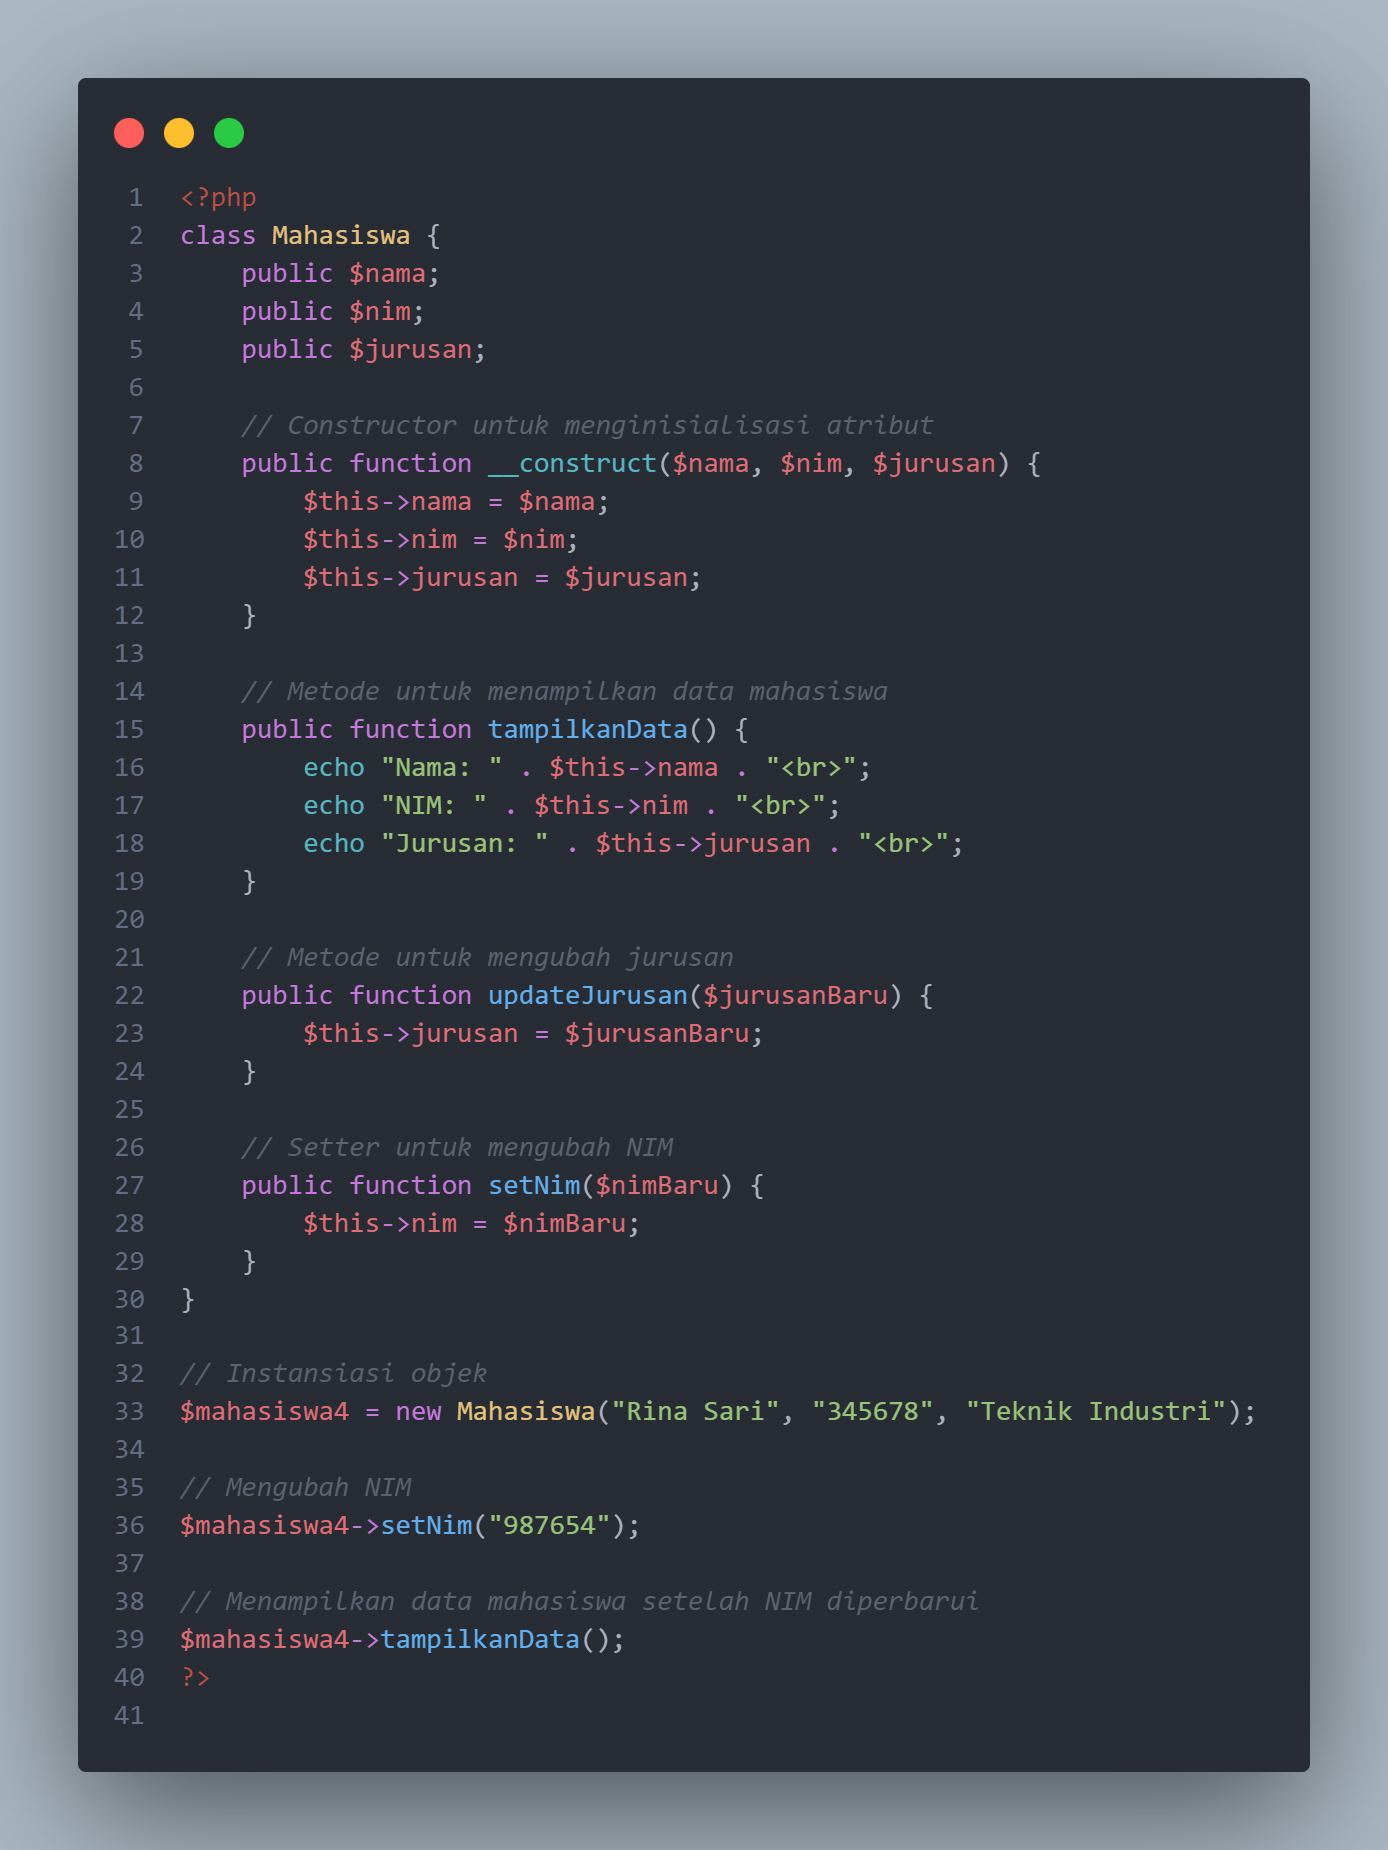 1 <?php
2 class Mahasiswa {
3     public $nama;
4     public $nim;
5     public $jurusan;
6
7     // Constructor untuk menginisialisasi atribut
8     public function __construct($nama, $nim, $jurusan) {
9         $this->nama = $nama;
10         $this->nim = $nim;
11         $this->jurusan = $jurusan;
12     }
13
14     // Metode untuk menampilkan data mahasiswa
15     public function tampilkanData() {
16         echo "Nama: " . $this->nama . "<br>";
17         echo "NIM: " . $this->nim . "<br>";
18         echo "Jurusan: " . $this->jurusan . "<br>";
19     }
20
21     // Metode untuk mengubah jurusan
22     public function updateJurusan($jurusanBaru) {
23         $this->jurusan = $jurusanBaru;
24     }
25
26     // Setter untuk mengubah NIM
27     public function setNim($nimBaru) {
28         $this->nim = $nimBaru;
29     }
30 }
31
32 // Instansiasi objek
33 $mahasiswa4 = new Mahasiswa("Rina Sari", "345678", "Teknik Industri");
34
35 // Mengubah NIM
36 $mahasiswa4->setNim("987654");
37
38 // Menampilkan data mahasiswa setelah NIM diperbarui
39 $mahasiswa4->tampilkanData();
40 ?>
41